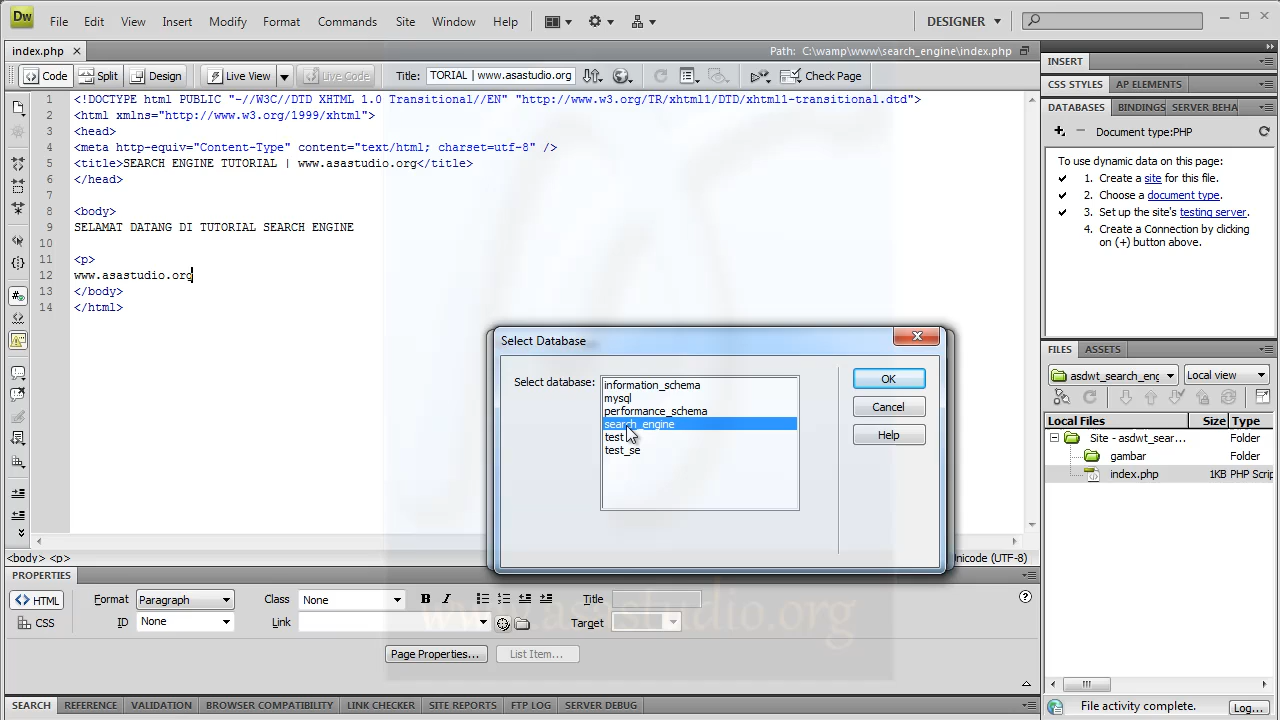 Dw File Edit View Insert Modify Format Commands Site Window Help DESIGNER
index.php Path: C:\wamp\www\search_engine\index.php
Code Split Design Live View Live Code Title: TORIAL | www.asastudio.org Check Page
1 <!DOCTYPE html PUBLIC "-//W3C//DTD XHTML 1.0 Transitional//EN" "http://www.w3.org/TR/xhtml1/DTD/xhtml1-transitional.dtd">
2 <html xmlns="http://www.w3.org/1999/xhtml">
3 <head>
4 <meta http-equiv="Content-Type" content="text/html; charset=utf-8" />
5 <title>SEARCH ENGINE TUTORIAL | www.asastudio.org</title>
6 </head>
7
8 <body>
9 SELAMAT DATANG DI TUTORIAL SEARCH ENGINE
10
11 <p>
12 www.asastudio.org
13 </body>
14 </html>
Select Database
Select database:
information_schema
mysql
performance_schema
search_engine
test
test_se
OK
Cancel
Help
<body> <p>
Unicode (UTF-8)
PROPERTIES
HTML Format Paragraph Class None B I Title
CSS ID None Link Target
www.asastudio.org
Page Properties... List Item...
SEARCH REFERENCE VALIDATION BROWSER COMPATIBILITY LINK CHECKER SITE REPORTS FTP LOG SERVER DEBUG
INSERT
CSS STYLES AP ELEMENTS
DATABASES BINDINGS SERVER BEHA
Document type:PHP
To use dynamic data on this page:
1. Create a site for this file.
2. Choose a document type.
3. Set up the site's testing server.
4. Create a Connection by clicking
on (+) button above.
FILES ASSETS
asdwt_search_eng Local view
Local Files Size Type
Site - asdwt_sear... Folder
gambar Folder
index.php 1KB PHP Scrip
File activity complete. Log...